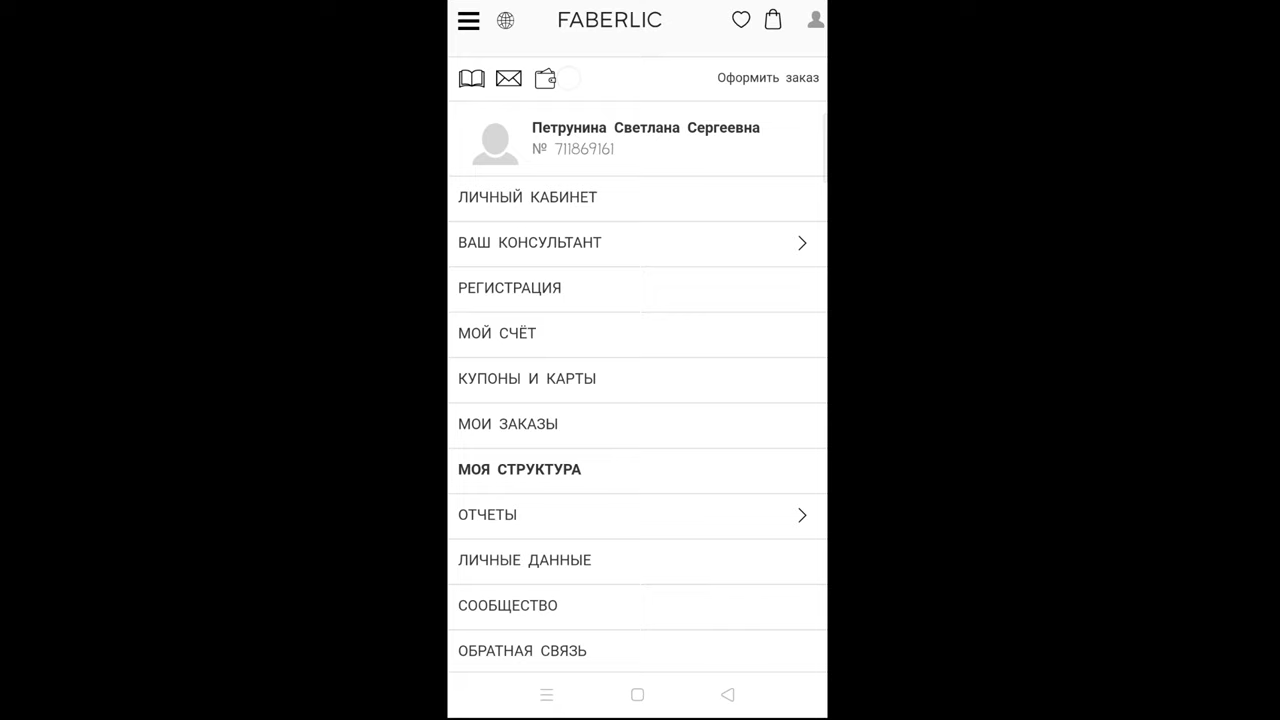 FABERLIC
Оформить заказ
Петрунина Светлана Сергеевна
№ 711869161
ЛИЧНЫЙ КАБИНЕТ
ВАШ КОНСУЛЬТАНТ
РЕГИСТРАЦИЯ
МОЙ СЧЁТ
КУПОНЫ И КАРТЫ
МОИ ЗАКАЗЫ
МОЯ СТРУКТУРА
ОТЧЕТЫ
ЛИЧНЫЕ ДАННЫЕ
СООБЩЕСТВО
ОБРАТНАЯ СВЯЗЬ